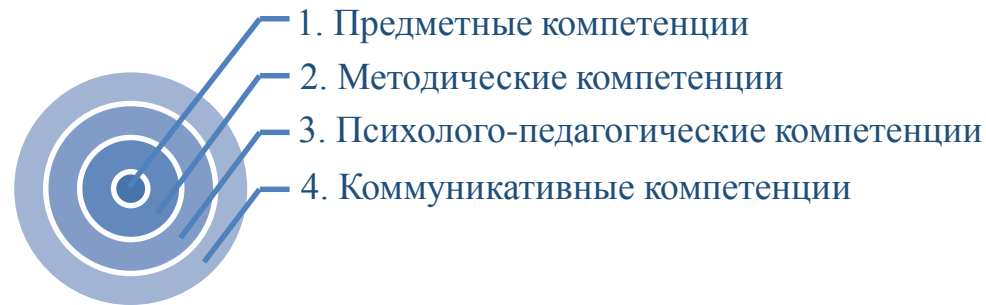 1. Предметные компетенции
2. Методические компетенции
3. Психолого-педагогические компетенции
4. Коммуникативные компетенции